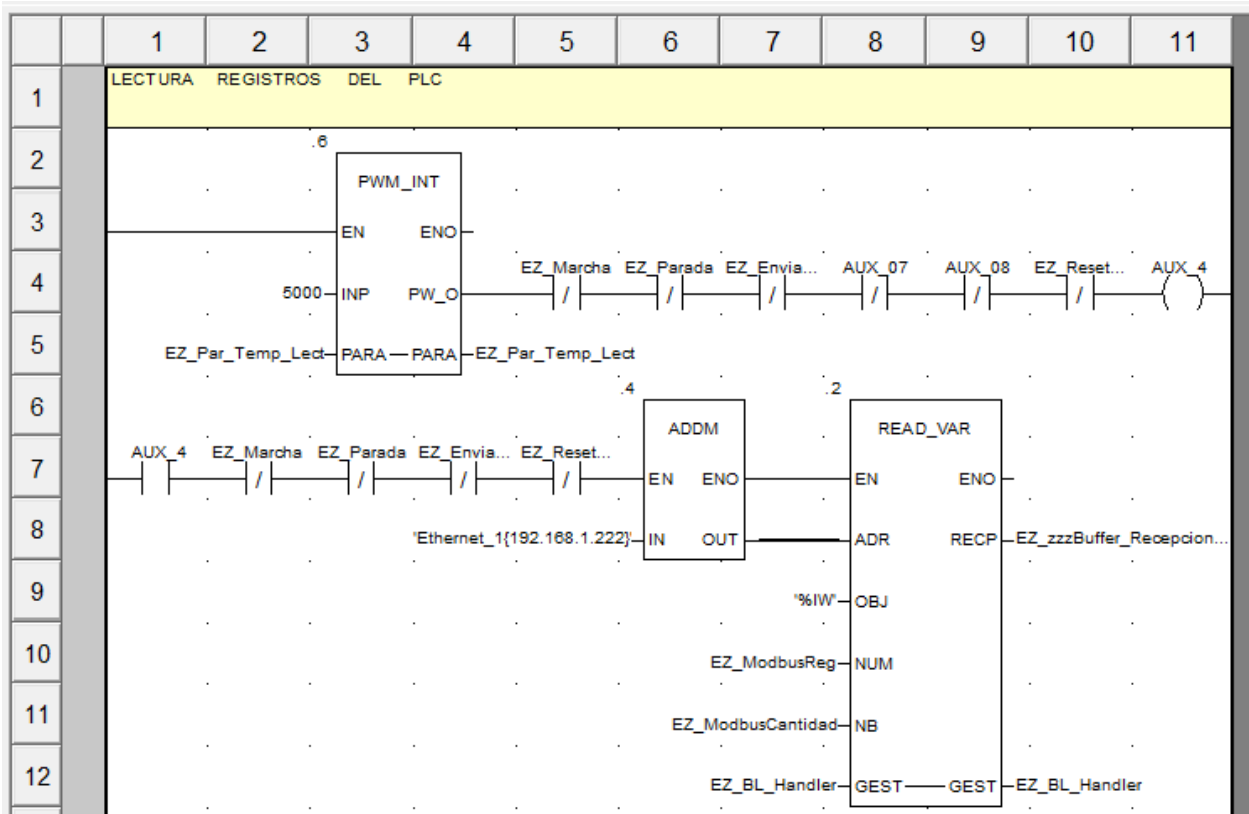 1 2 3 4 5 6 7 8 9 10 11
1 LECTURA REGISTROS DEL PLC
2 .6
PWM_INT
3 EN ENO
EZ_Marcha EZ_Parada EZ_Envia... AUX_07 AUX_08 EZ_Reset... AUX_4
4 5000 INP PW_O / / / / / / ( )
5 EZ_Par_Temp_Lect PARA PARA EZ_Par_Temp_Lect
6 .4 .2
ADDM READ_VAR
AUX_4 EZ_Marcha EZ_Parada EZ_Envia... EZ_Reset...
7 / / / / EN ENO EN ENO
8 'Ethernet_1{192.168.1.222}' IN OUT ADR RECP EZ_zzzBuffer_Recepcion...
9 '%IW' OBJ
10 EZ_ModbusReg NUM
11 EZ_ModbusCantidad NB
12 EZ_BL_Handler GEST GEST EZ_BL_Handler